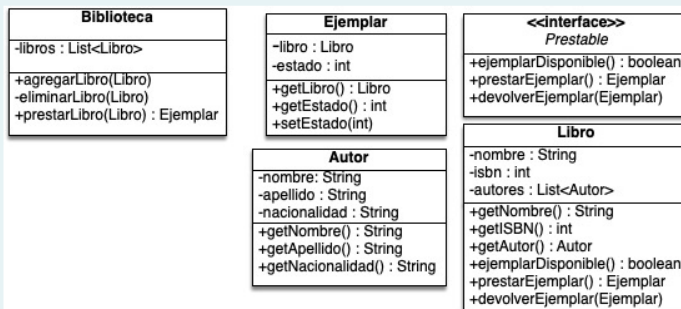 Biblioteca
-libros : List<Libro>
+agregarLibro(Libro)
-eliminarLibro(Libro)
+prestarLibro(Libro) : Ejemplar
Ejemplar
-libro : Libro
-estado : int
+getLibro() : Libro
+getEstado() : int
+setEstado(int)
<<interface>>
Prestable
+ejemplarDisponible() : boolean
+prestarEjemplar() : Ejemplar
+devolverEjemplar(Ejemplar)
Autor
-nombre: String
-apellido : String
-nacionalidad : String
+getNombre() : String
+getApellido() : String
+getNacionalidad() : String
Libro
-nombre : String
-isbn : int
-autores : List<Autor>
+getNombre() : String
+getISBN() : int
+getAutor() : Autor
+ejemplarDisponible() : boolean
+prestarEjemplar() : Ejemplar
+devolverEjemplar(Ejemplar)